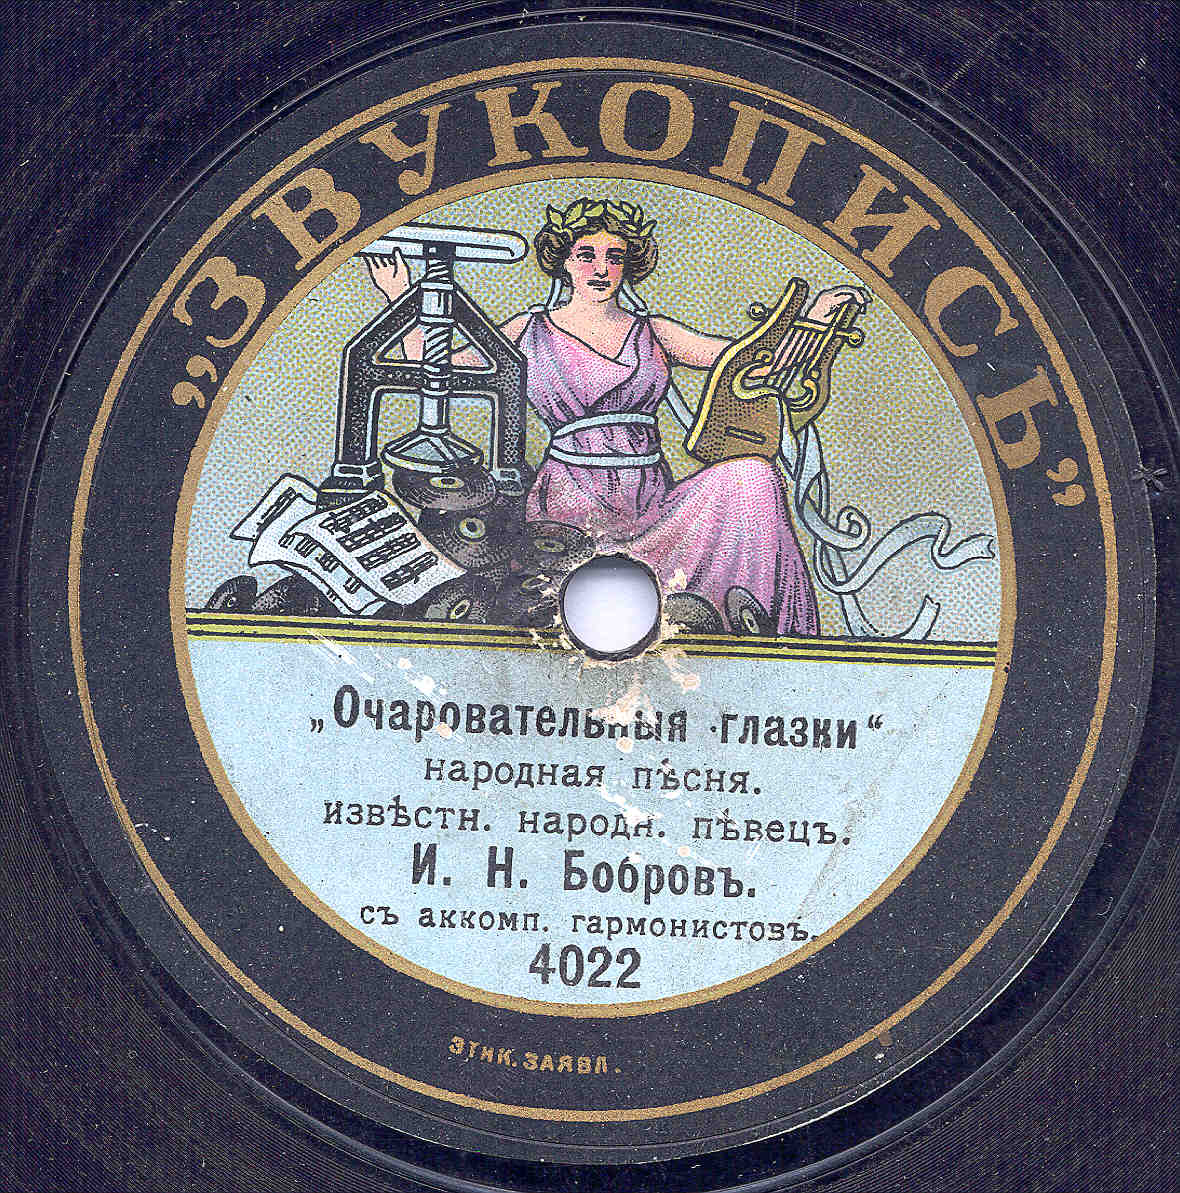 „ЗВУКОПИСЬ”
„Очаровательныя глазки“
народная пѣсня.
извѣстн. народн. пѣвецъ.
И. Н. Бобровъ.
съ аккомп. гармонистовъ.
4022
ЭТИК. ЗАЯВЛ.